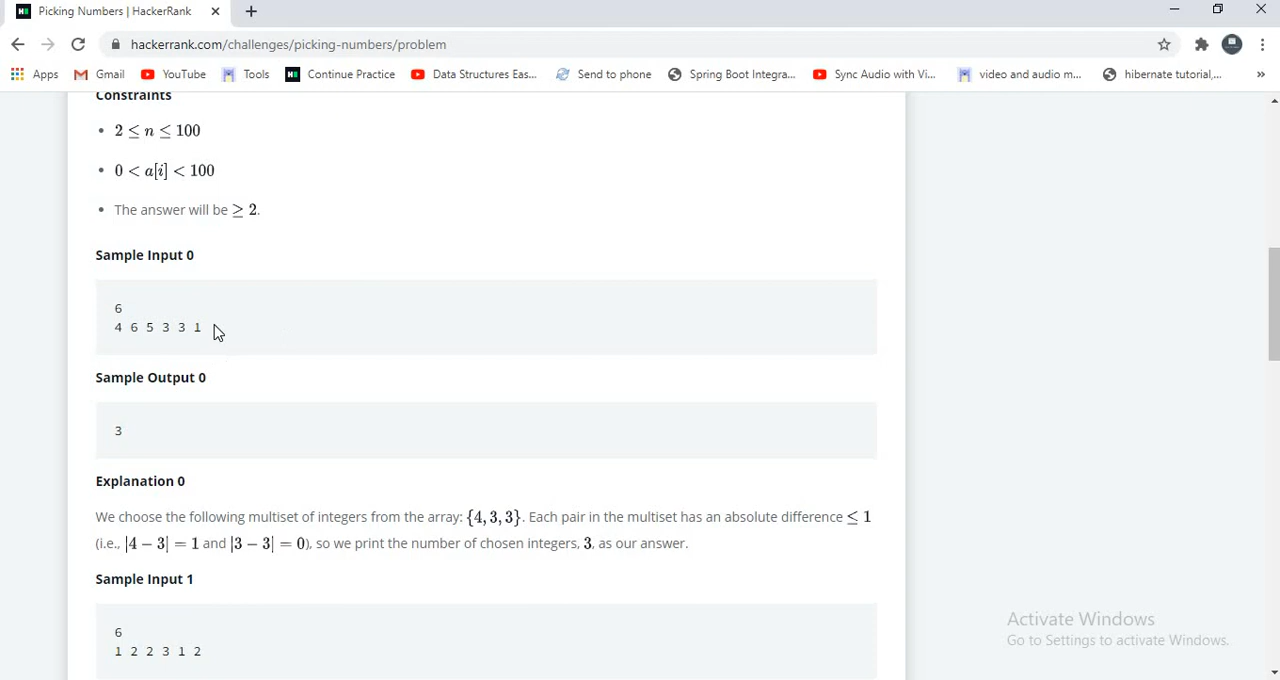 Picking Numbers | HackerRank
hackerrank.com/challenges/picking-numbers/problem
Apps Gmail YouTube Tools Continue Practice Data Structures Eas... Send to phone Spring Boot Integra... Sync Audio with Vi... video and audio m... hibernate tutorial,... »
Constraints
• 2 ≤ n ≤ 100
• 0 < a[i] < 100
• The answer will be ≥ 2.
Sample Input 0
6
4 6 5 3 3 1
Sample Output 0
3
Explanation 0
We choose the following multiset of integers from the array: {4, 3, 3}. Each pair in the multiset has an absolute difference ≤ 1
(i.e., |4 − 3| = 1 and |3 − 3| = 0), so we print the number of chosen integers, 3, as our answer.
Sample Input 1
6
1 2 2 3 1 2
Activate Windows
Go to Settings to activate Windows.